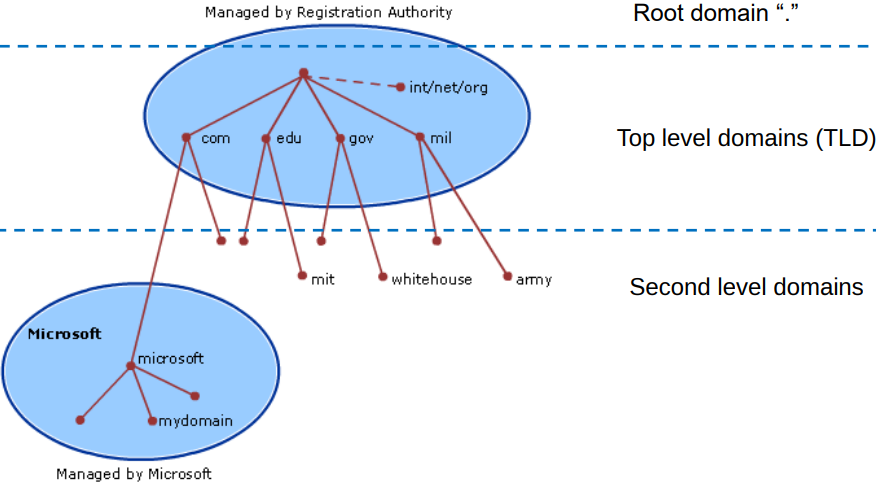 Managed by Registration Authority
Root domain “.”
int/net/org
com
edu
gov
mil
Top level domains (TLD)
mit
whitehouse
army
Second level domains
Microsoft
microsoft
mydomain
Managed by Microsoft